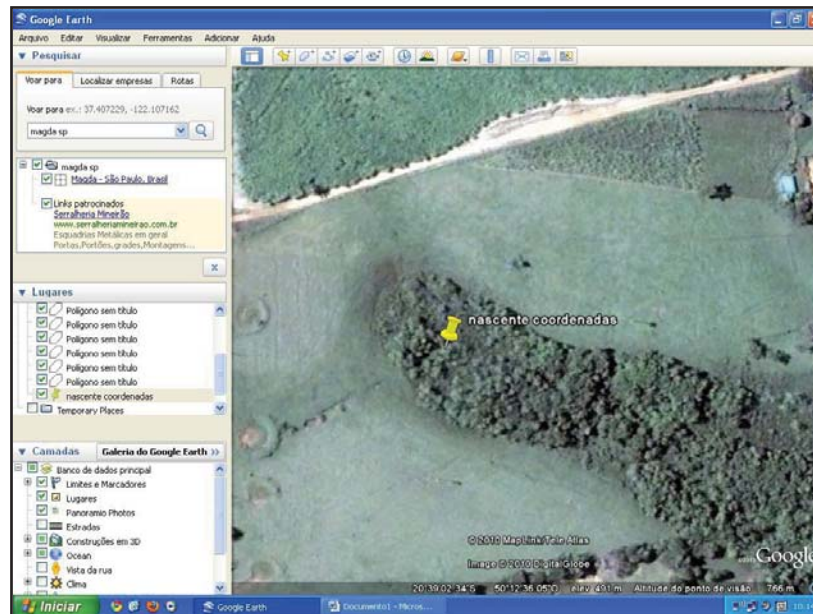 Google Earth
Arquivo Editar Visualizar Ferramentas Adicionar Ajuda
Pesquisar
Voar para Localizar empresas Rotas
Voar para ex.: 37.407229, -122.107162
magda sp
magda sp
Magda - São Paulo, Brasil
Links patrocinados
Serralheria Mineirão
www.serralheriamineirao.com.br
Esquadrias Metálicas em geral
Portas,Portões,grades,Montagens...
Lugares
Polígono sem título
Polígono sem título
Polígono sem título
Polígono sem título
Polígono sem título
Polígono sem título
nascente coordenadas
Temporary Places
Camadas Galeria do Google Earth >>
Banco de dados principal
Limites e Marcadores
Lugares
Panoramio Photos
Estradas
Construções em 3D
Ocean
Vista da rua
Clima
nascente coordenadas
© 2010 MapLink/Tele Atlas
Image © 2010 DigitalGlobe
©2009 Google
20°39'02.34"S 50°12'36.05"O elev 491 m Altitude do ponto de visão 766 m
Iniciar Google Earth Documento1 - Micros...